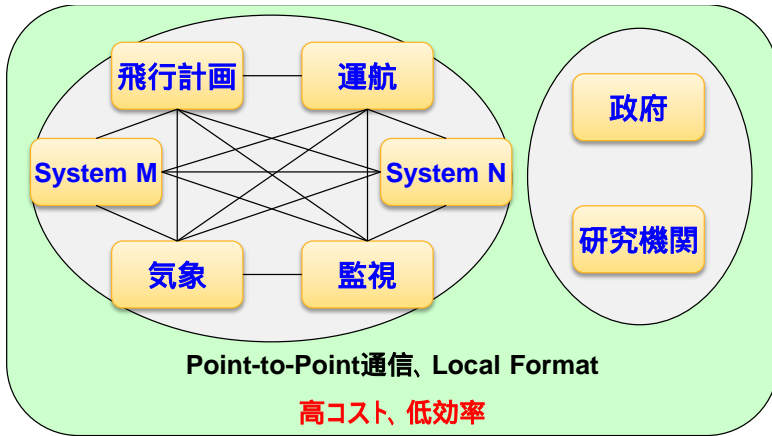 飛行計画
運航
政府
System M
System N
研究機関
気象
監視
Point-to-Point通信、Local Format
高コスト、低効率